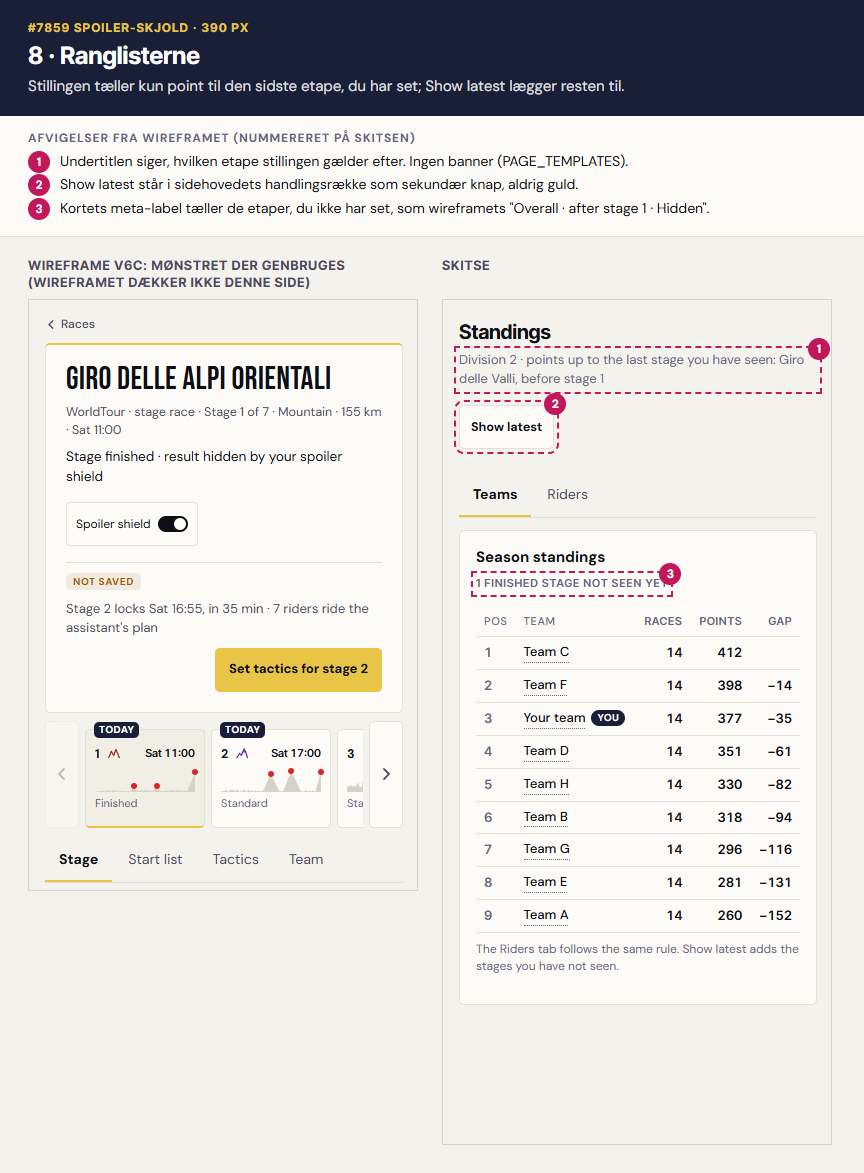 #7859 SPOILER-SKJOLD · 390 PX
8 · Ranglisterne
Stillingen tæller kun point til den sidste etape, du har set; Show latest lægger resten til.
AFVIGELSER FRA WIREFRAMET (NUMMERERET PÅ SKITSEN)
1 Undertitlen siger, hvilken etape stillingen gælder efter. Ingen banner (PAGE_TEMPLATES).
2 Show latest står i sidehovedets handlingsrække som sekundær knap, aldrig guld.
3 Kortets meta-label tæller de etaper, du ikke har set, som wireframets "Overall · after stage 1 · Hidden".
WIREFRAME V6C: MØNSTRET DER GENBRUGES
(WIREFRAMET DÆKKER IKKE DENNE SIDE)
Races
GIRO DELLE ALPI ORIENTALI
WorldTour · stage race · Stage 1 of 7 · Mountain · 155 km
· Sat 11:00
Stage finished · result hidden by your spoiler
shield
Spoiler shield
NOT SAVED
Stage 2 locks Sat 16:55, in 35 min · 7 riders ride the
assistant's plan
Set tactics for stage 2
TODAY
1 Sat 11:00
Finished
TODAY
2 Sat 17:00
Standard
3
Sta
Stage Start list Tactics Team
SKITSE
Standings
1
Division 2 · points up to the last stage you have seen: Giro
delle Valli, before stage 1
2
Show latest
Teams Riders
Season standings
3
1 FINISHED STAGE NOT SEEN YET
POS TEAM RACES POINTS GAP
1 Team C 14 412
2 Team F 14 398 −14
3 Your team YOU 14 377 −35
4 Team D 14 351 −61
5 Team H 14 330 −82
6 Team B 14 318 −94
7 Team G 14 296 −116
8 Team E 14 281 −131
9 Team A 14 260 −152
The Riders tab follows the same rule. Show latest adds the
stages you have not seen.